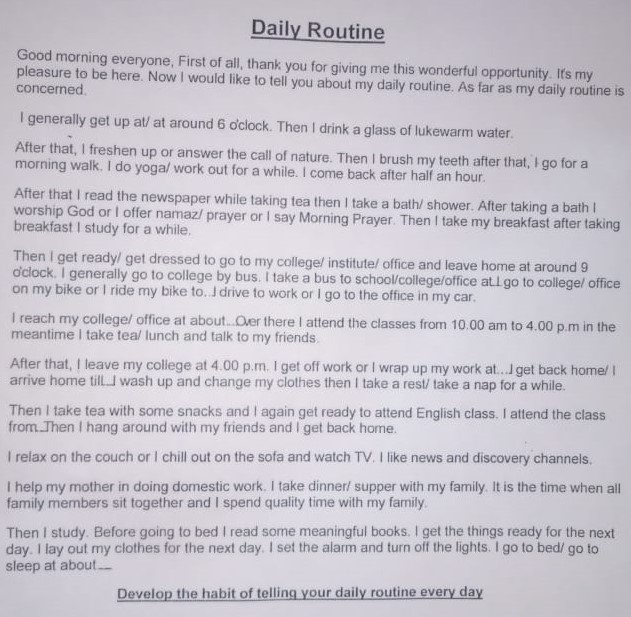 Daily Routine
Good morning everyone, First of all, thank you for giving me this wonderful opportunity. It's my
pleasure to be here. Now I would like to tell you about my daily routine. As far as my daily routine is
concerned.
I generally get up at/ at around 6 o'clock. Then I drink a glass of lukewarm water.
After that, I freshen up or answer the call of nature. Then I brush my teeth after that, I go for a
morning walk. I do yoga/ work out for a while. I come back after half an hour.
After that I read the newspaper while taking tea then I take a bath/ shower. After taking a bath I
worship God or I offer namaz/ prayer or I say Morning Prayer. Then I take my breakfast after taking
breakfast I study for a while.
Then I get ready/ get dressed to go to my college/ institute/ office and leave home at around 9
o'clock. I generally go to college by bus. I take a bus to school/college/office at...I go to college/ office
on my bike or I ride my bike to...I drive to work or I go to the office in my car.
I reach my college/ office at about...Over there I attend the classes from 10.00 am to 4.00 p.m in the
meantime I take tea/ lunch and talk to my friends.
After that, I leave my college at 4.00 p.m. I get off work or I wrap up my work at...I get back home/ I
arrive home till...I wash up and change my clothes then I take a rest/ take a nap for a while.
Then I take tea with some snacks and I again get ready to attend English class. I attend the class
from...Then I hang around with my friends and I get back home.
I relax on the couch or I chill out on the sofa and watch TV. I like news and discovery channels.
I help my mother in doing domestic work. I take dinner/ supper with my family. It is the time when all
family members sit together and I spend quality time with my family.
Then I study. Before going to bed I read some meaningful books. I get the things ready for the next
day. I lay out my clothes for the next day. I set the alarm and turn off the lights. I go to bed/ go to
sleep at about...
Develop the habit of telling your daily routine every day